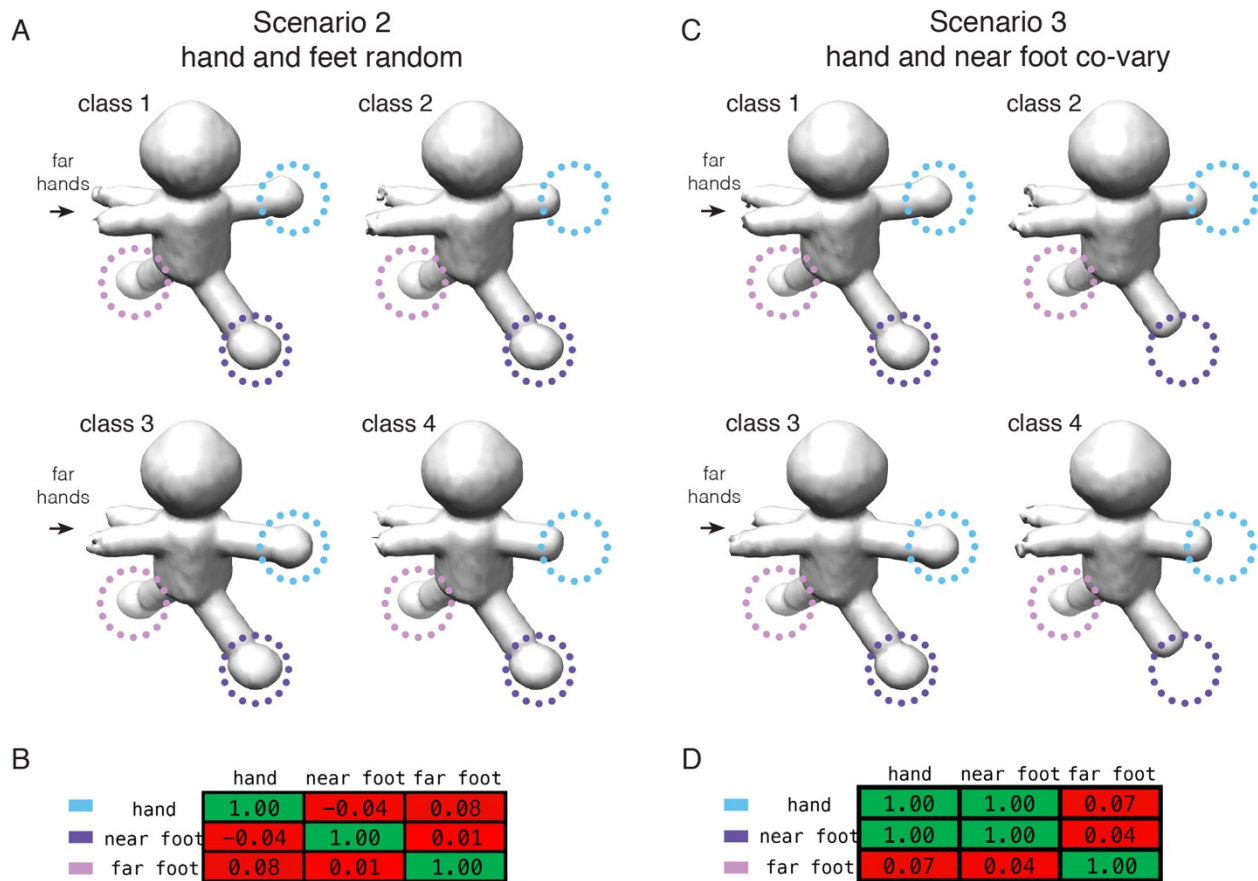 A
Scenario 2
hand and feet random
class 1
class 2
far
hands
class 3
class 4
far
hands
B
hand near foot far foot
hand 1.00 −0.04 0.08
near foot −0.04 1.00 0.01
far foot 0.08 0.01 1.00
C
Scenario 3
hand and near foot co-vary
class 1
class 2
far
hands
class 3
class 4
far
hands
D
hand near foot far foot
hand 1.00 1.00 0.07
near foot 1.00 1.00 0.04
far foot 0.07 0.04 1.00